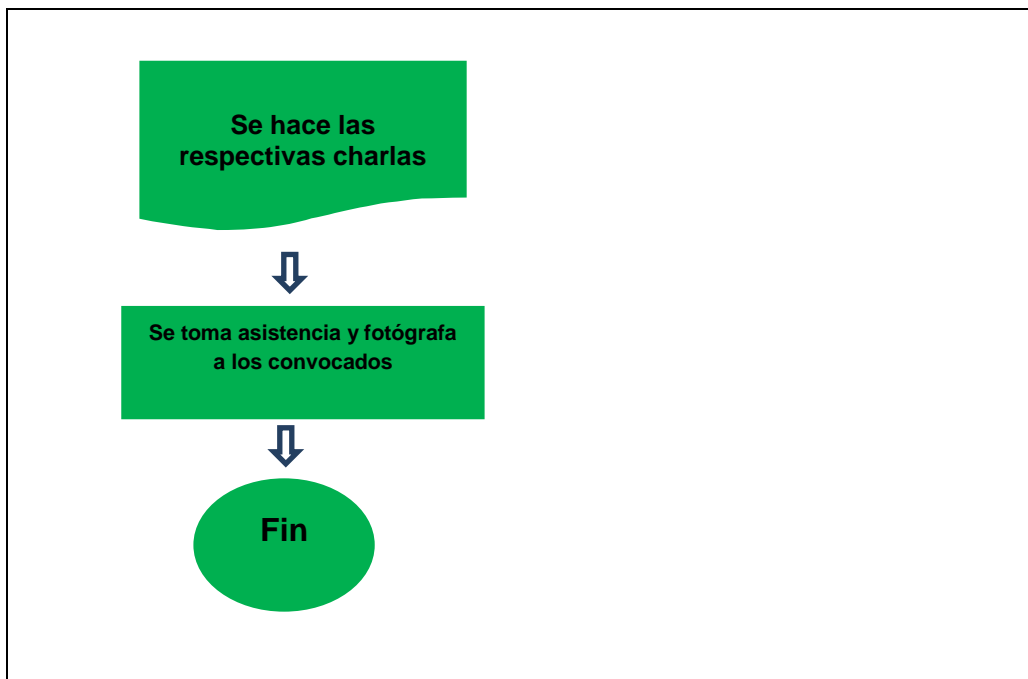 Se hace las
respectivas charlas
Se toma asistencia y fotógrafa
a los convocados
Fin